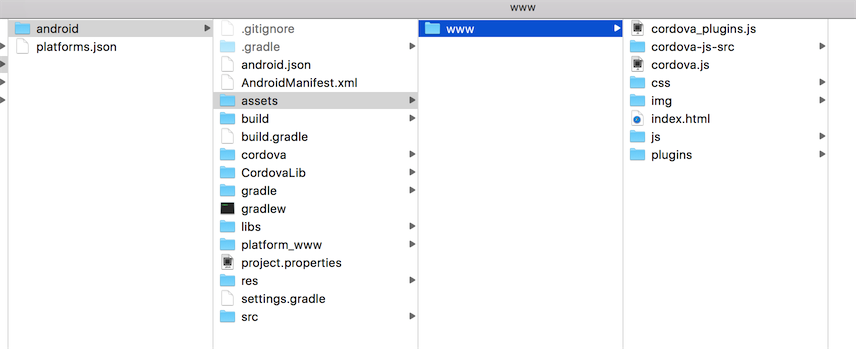 www
android
platforms.json
.gitignore
.gradle
android.json
AndroidManifest.xml
assets
build
build.gradle
cordova
CordovaLib
gradle
gradlew
libs
platform_www
project.properties
res
settings.gradle
src
www
cordova_plugins.js
cordova-js-src
cordova.js
css
img
index.html
js
plugins